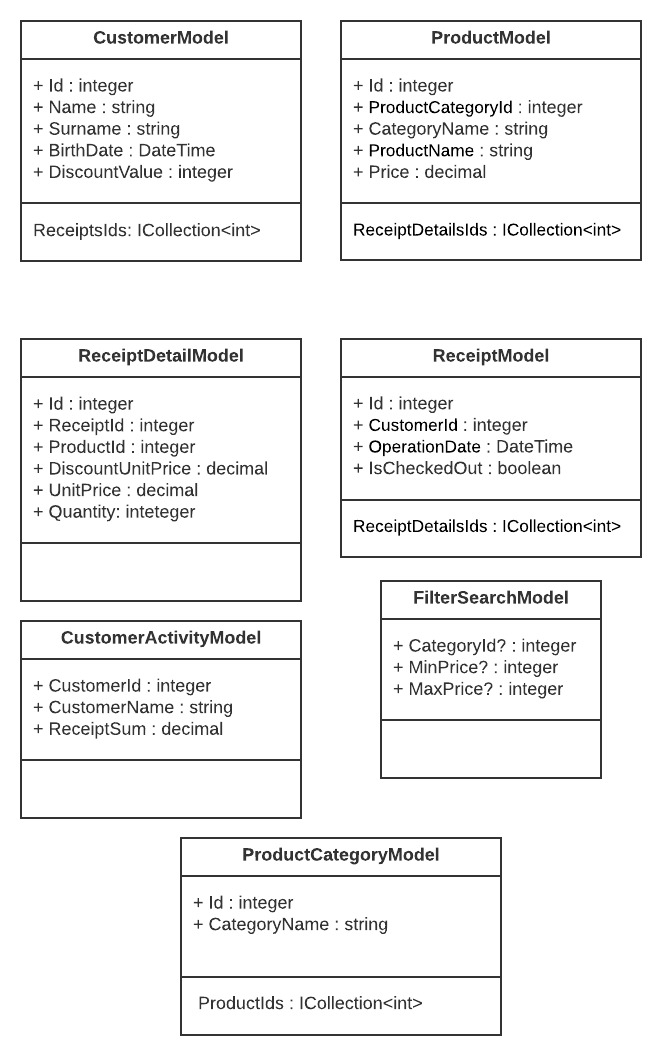 CustomerModel
+ Id : integer
+ Name : string
+ Surname : string
+ BirthDate : DateTime
+ DiscountValue : integer
ReceiptsIds: ICollection<int>
ProductModel
+ Id : integer
+ ProductCategoryId : integer
+ CategoryName : string
+ ProductName : string
+ Price : decimal
ReceiptDetailsIds : ICollection<int>
ReceiptDetailModel
+ Id : integer
+ ReceiptId : integer
+ ProductId : integer
+ DiscountUnitPrice : decimal
+ UnitPrice : decimal
+ Quantity: inteteger
ReceiptModel
+ Id : integer
+ CustomerId : integer
+ OperationDate : DateTime
+ IsCheckedOut : boolean
ReceiptDetailsIds : ICollection<int>
CustomerActivityModel
+ CustomerId : integer
+ CustomerName : string
+ ReceiptSum : decimal
FilterSearchModel
+ CategoryId? : integer
+ MinPrice? : integer
+ MaxPrice? : integer
ProductCategoryModel
+ Id : integer
+ CategoryName : string
ProductIds : ICollection<int>